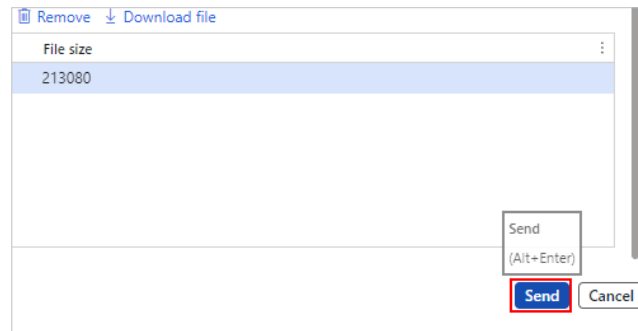 Remove Download file
File size
213080
Send
(Alt+Enter)
Send Cancel